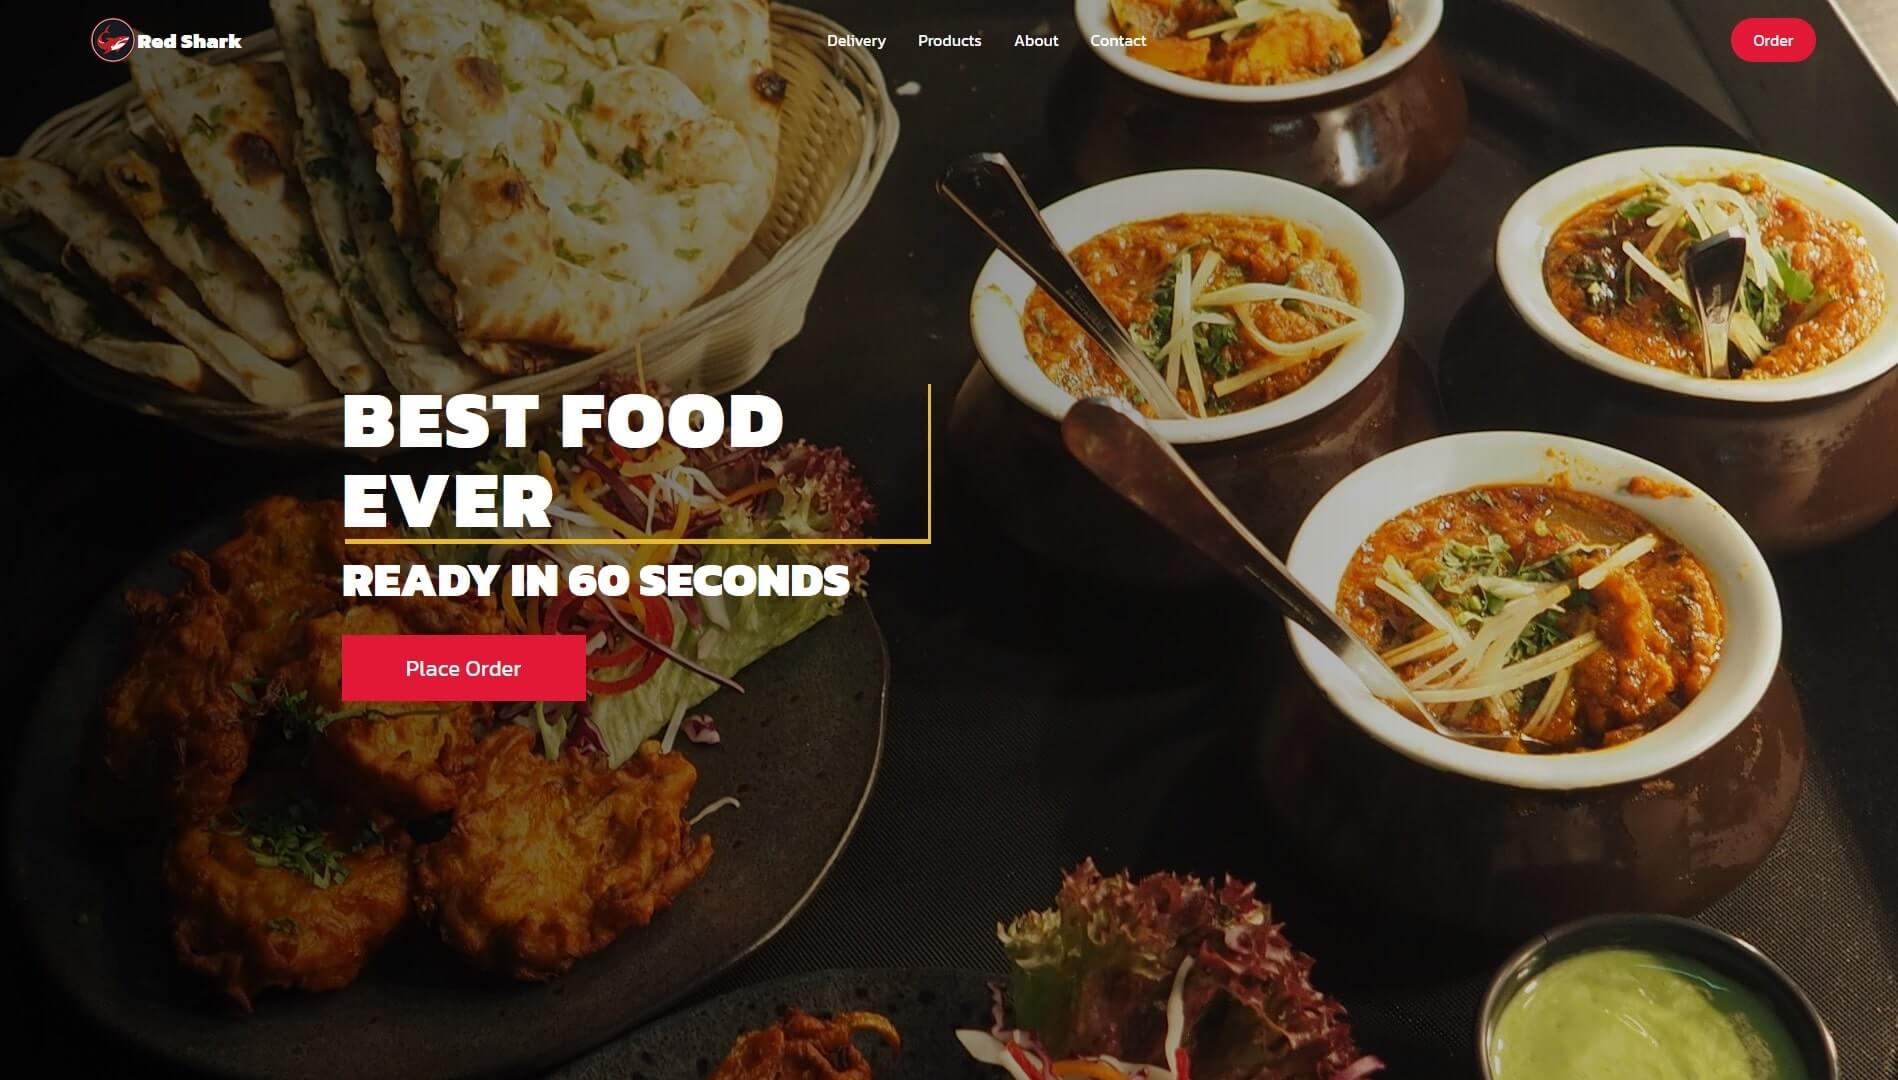 Red Shark
Delivery
Products
About
Contact
Order
BEST FOOD
EVER
READY IN 60 SECONDS
Place Order